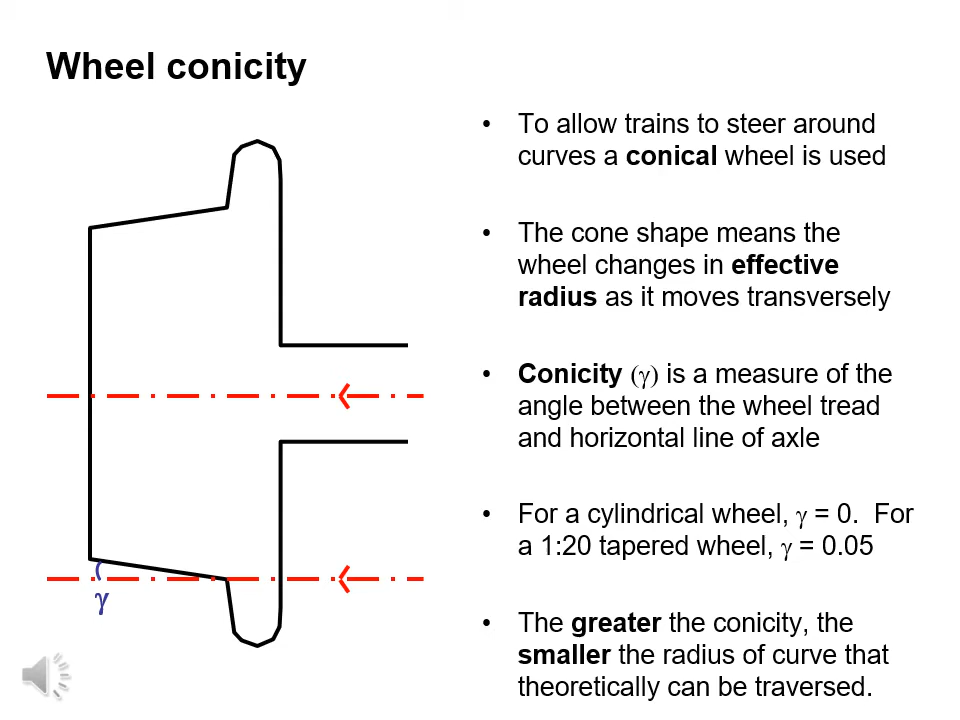 Wheel conicity
• To allow trains to steer around
curves a conical wheel is used
• The cone shape means the
wheel changes in effective
radius as it moves transversely
• Conicity (γ) is a measure of the
angle between the wheel tread
and horizontal line of axle
• For a cylindrical wheel, γ = 0. For
a 1:20 tapered wheel, γ = 0.05
• The greater the conicity, the
smaller the radius of curve that
theoretically can be traversed.
γ